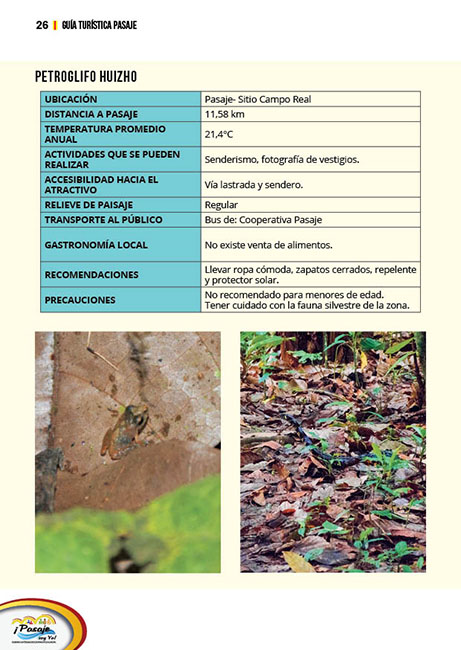 26 | GUÍA TURÍSTICA PASAJE
PETROGLIFO HUIZHO
UBICACIÓN Pasaje- Sitio Campo Real
DISTANCIA A PASAJE 11,58 km
TEMPERATURA PROMEDIO
ANUAL 21,4°C
ACTIVIDADES QUE SE PUEDEN
REALIZAR Senderismo, fotografía de vestigios.
ACCESIBILIDAD HACIA EL
ATRACTIVO Vía lastrada y sendero.
RELIEVE DE PAISAJE Regular
TRANSPORTE AL PÚBLICO Bus de: Cooperativa Pasaje
GASTRONOMÍA LOCAL No existe venta de alimentos.
RECOMENDACIONES Llevar ropa cómoda, zapatos cerrados, repelente
y protector solar.
PRECAUCIONES No recomendado para menores de edad.
Tener cuidado con la fauna silvestre de la zona.
¡Pasaje
soy Yo!